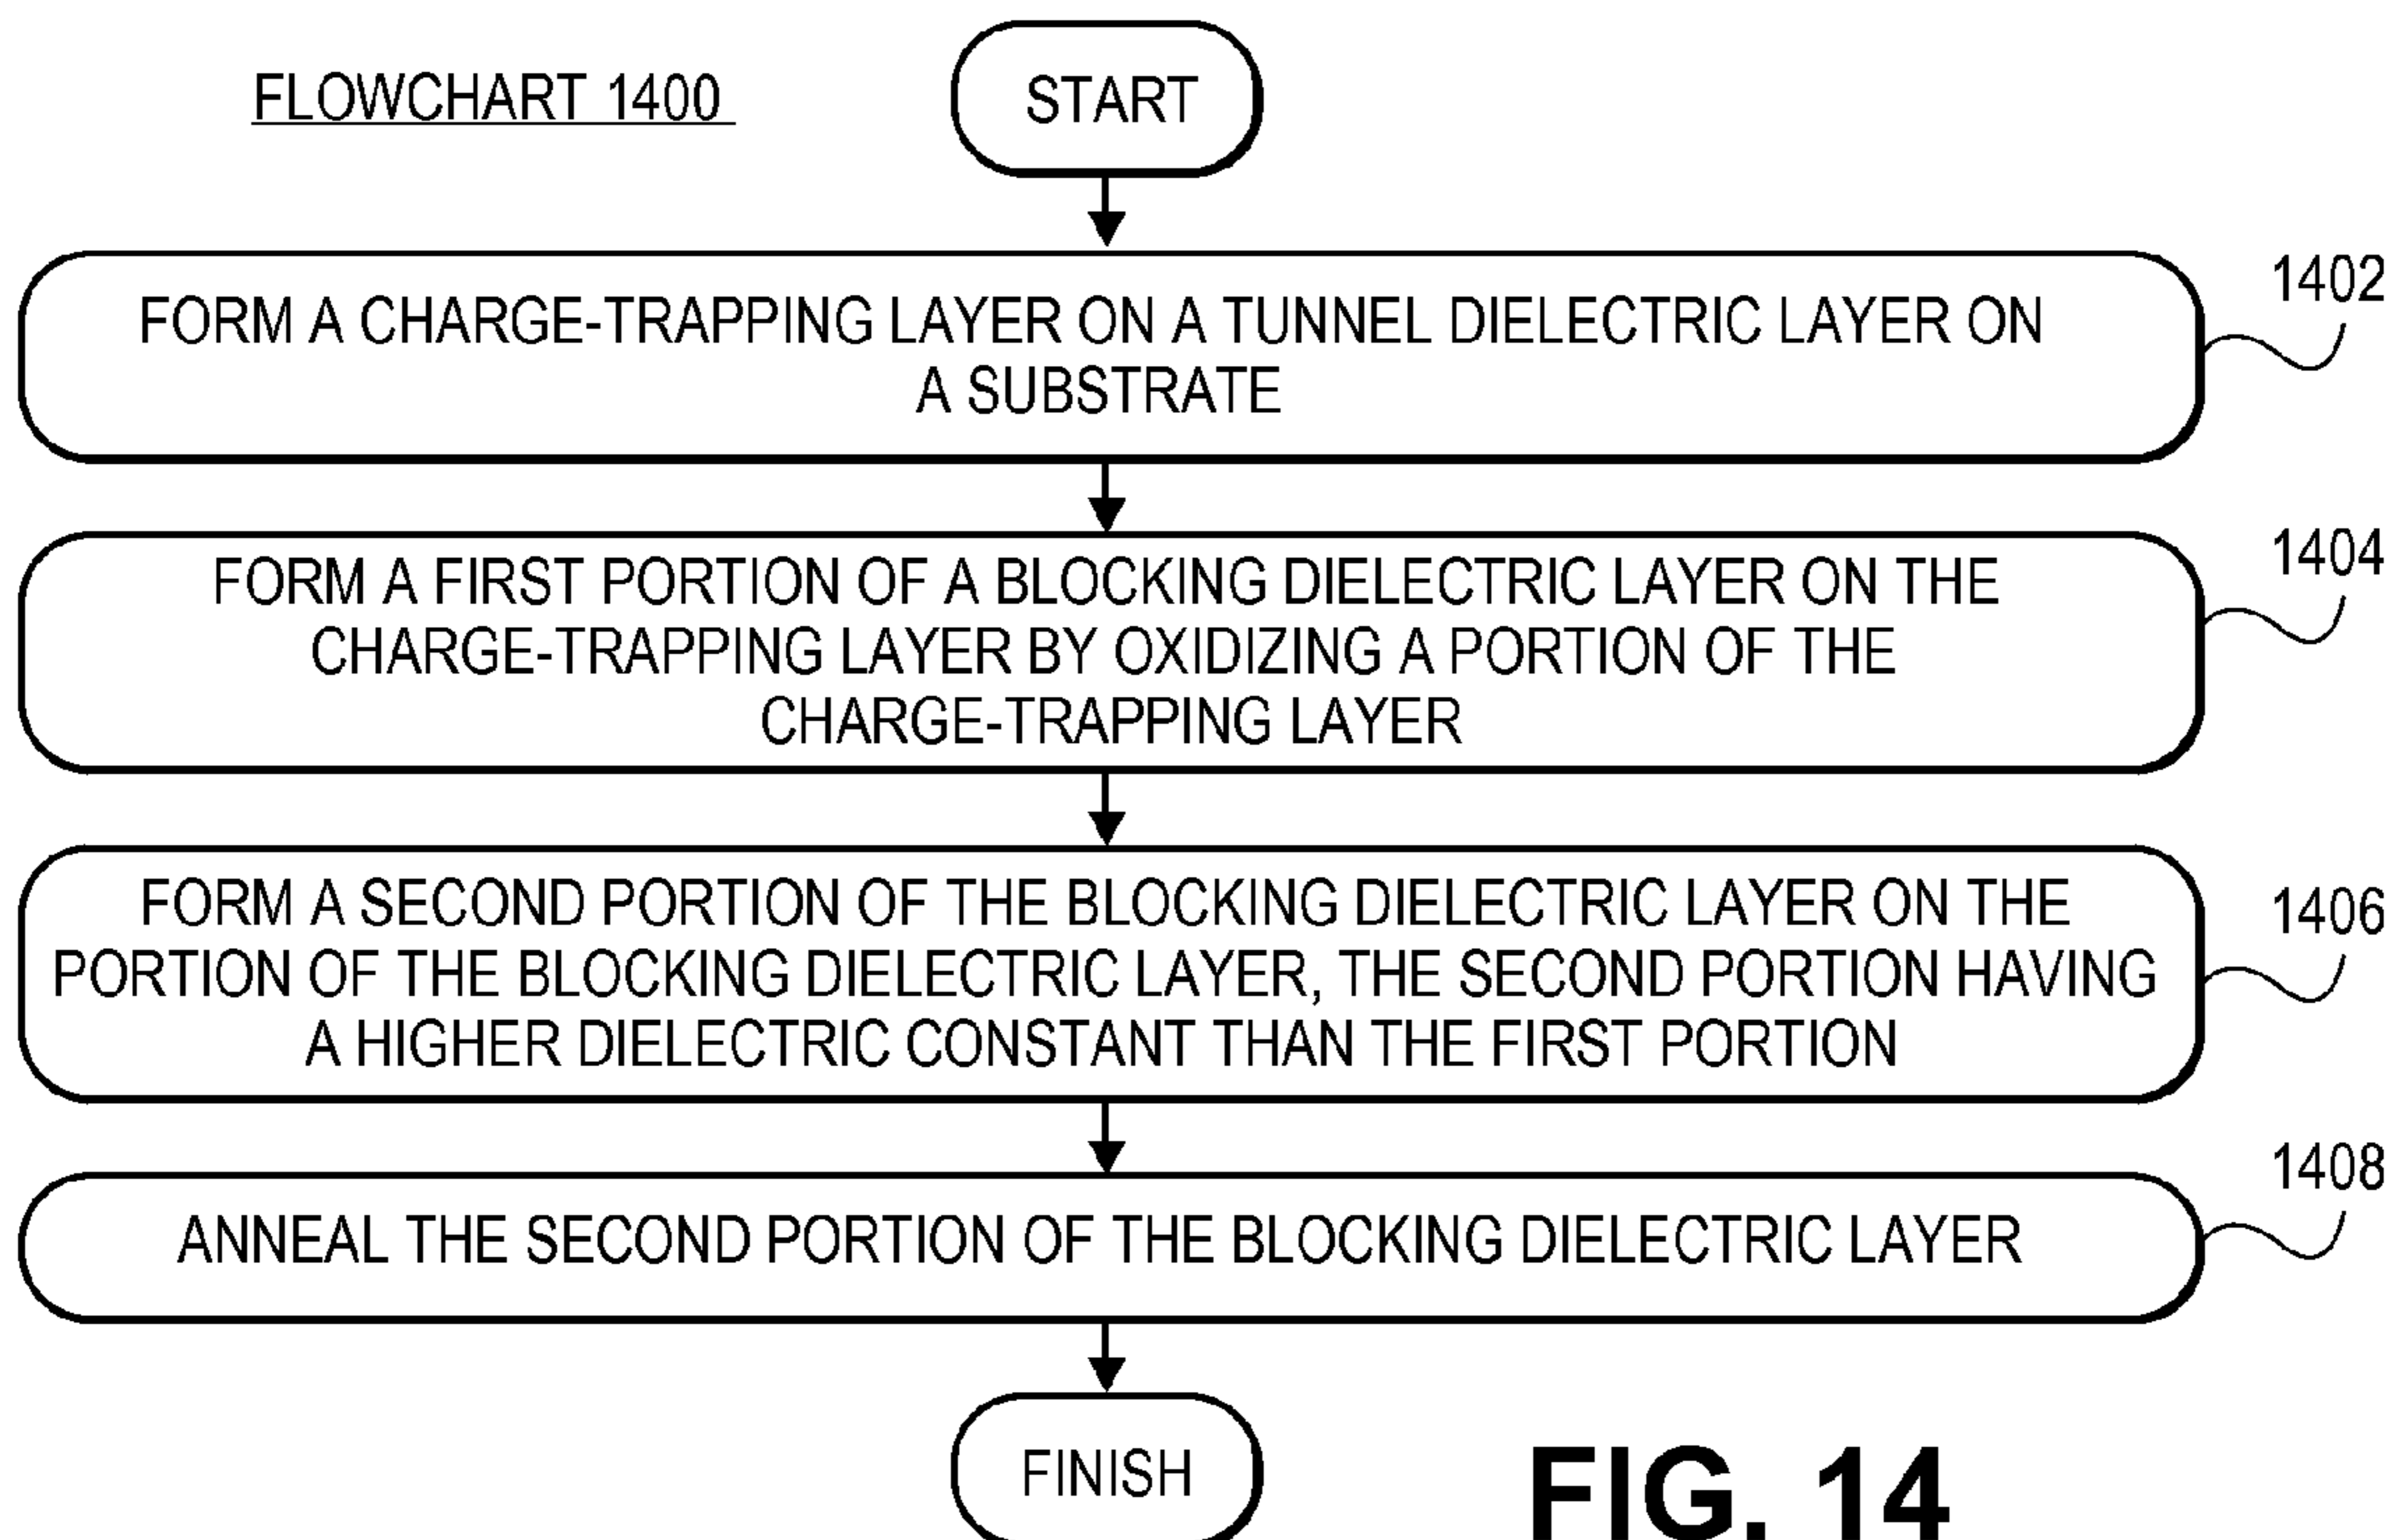 FLOWCHART 1400
START
FORM A CHARGE-TRAPPING LAYER ON A TUNNEL DIELECTRIC LAYER ON
A SUBSTRATE
1402
FORM A FIRST PORTION OF A BLOCKING DIELECTRIC LAYER ON THE
CHARGE-TRAPPING LAYER BY OXIDIZING A PORTION OF THE
CHARGE-TRAPPING LAYER
1404
FORM A SECOND PORTION OF THE BLOCKING DIELECTRIC LAYER ON THE
PORTION OF THE BLOCKING DIELECTRIC LAYER, THE SECOND PORTION HAVING
A HIGHER DIELECTRIC CONSTANT THAN THE FIRST PORTION
1406
ANNEAL THE SECOND PORTION OF THE BLOCKING DIELECTRIC LAYER
1408
FINISH
FIG. 14